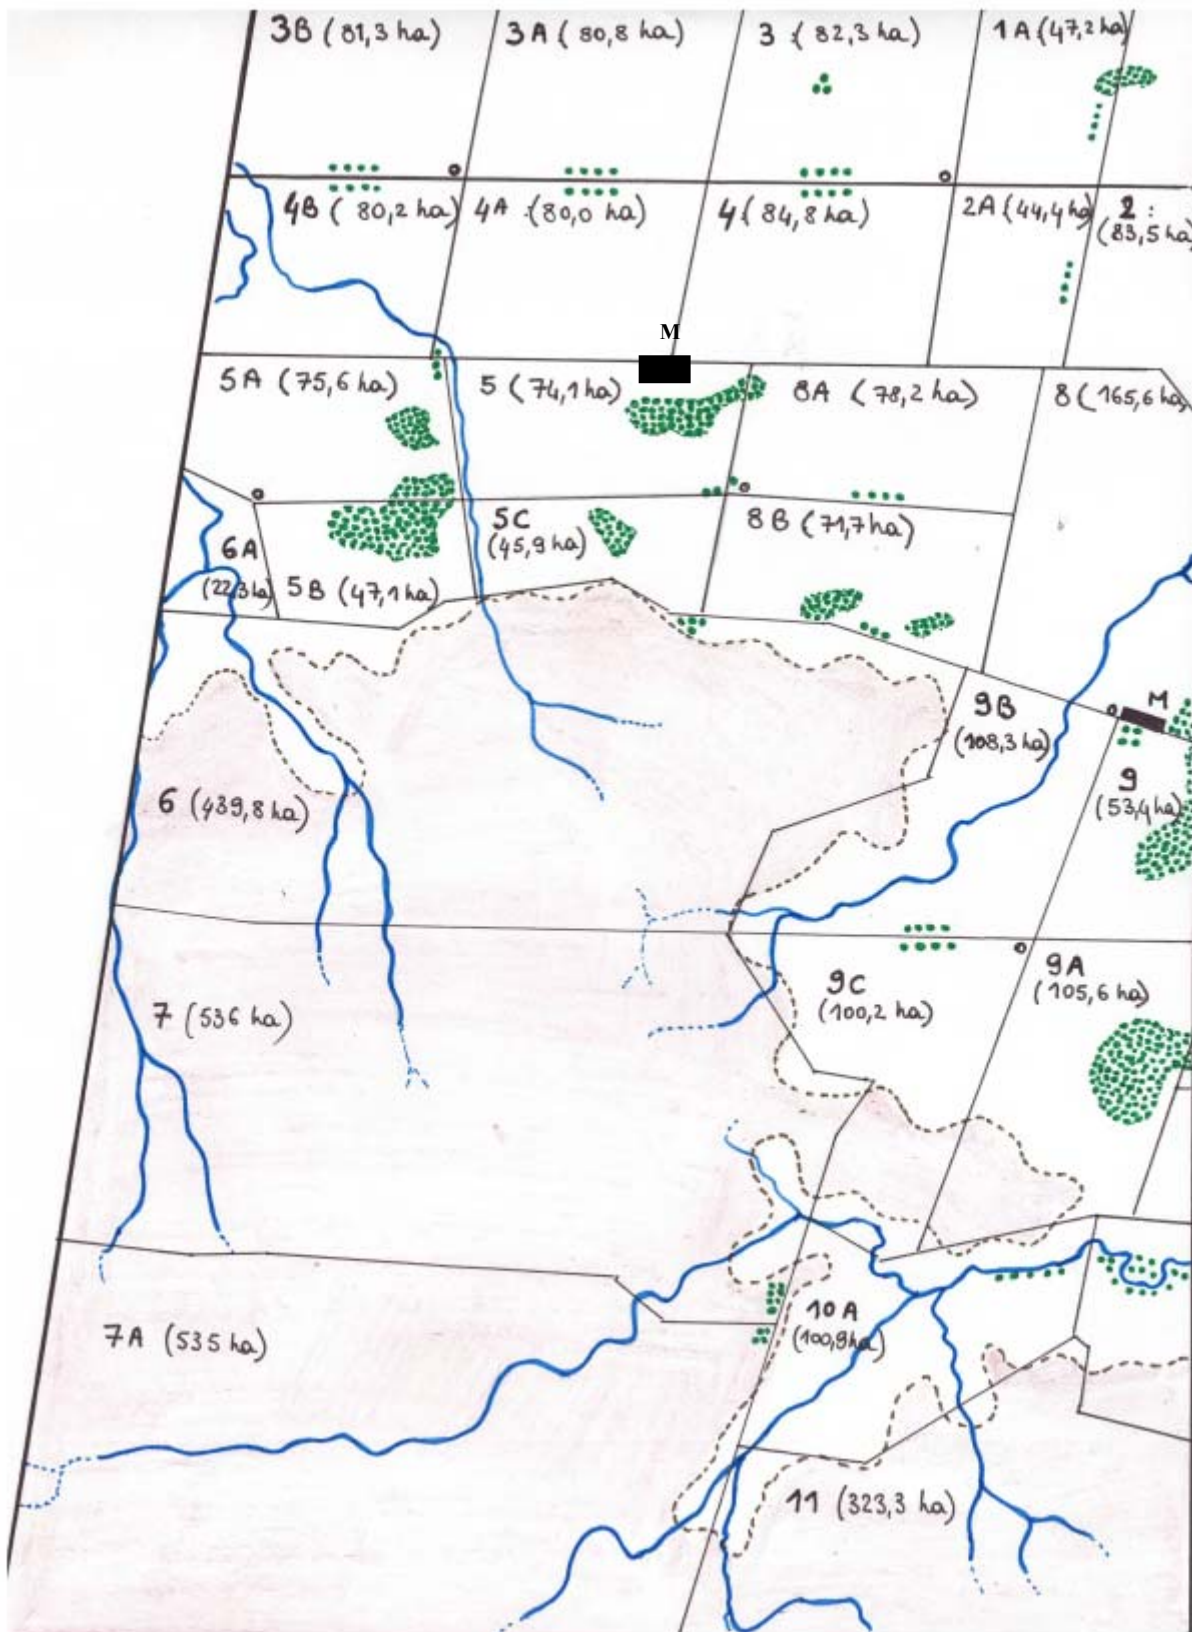 3B (81,3 ha) 3A (80,8 ha) 3 (82,3 ha) 1A (47,2 ha)
4B (80,2 ha) 4A (80,0 ha) 4 (84,8 ha) 2A (44,4 ha) 2 :
(83,5 ha)
M
5A (75,6 ha) 5 (74,1 ha) 8A (78,2 ha) 8 (165,6 ha)
5C
(45,9 ha)
8B (71,7 ha)
6A
(22,3 ha)
5B (47,1 ha)
9B
(108,3 ha)
M
9
(53,4 ha)
6 (439,8 ha)
9C
(100,2 ha)
9A
(105,6 ha)
7 (536 ha)
10A
(100,9 ha)
7A (535 ha)
11 (323,3 ha)